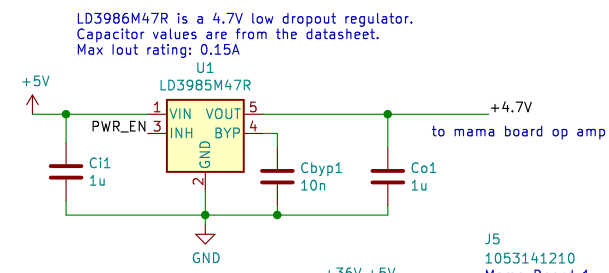 LD3986M47R is a 4.7V low dropout regulator.
Capacitor values are from the datasheet.
Max Iout rating: 0.15A
U1
LD3985M47R
+5V
1
VIN
VOUT
5
+4.7V
PWR_EN
3
INH
BYP
4
to mama board op amp
GND
2
Ci1
1u
Cbyp1
10n
Co1
1u
GND
J5
1053141210
+36V +5V